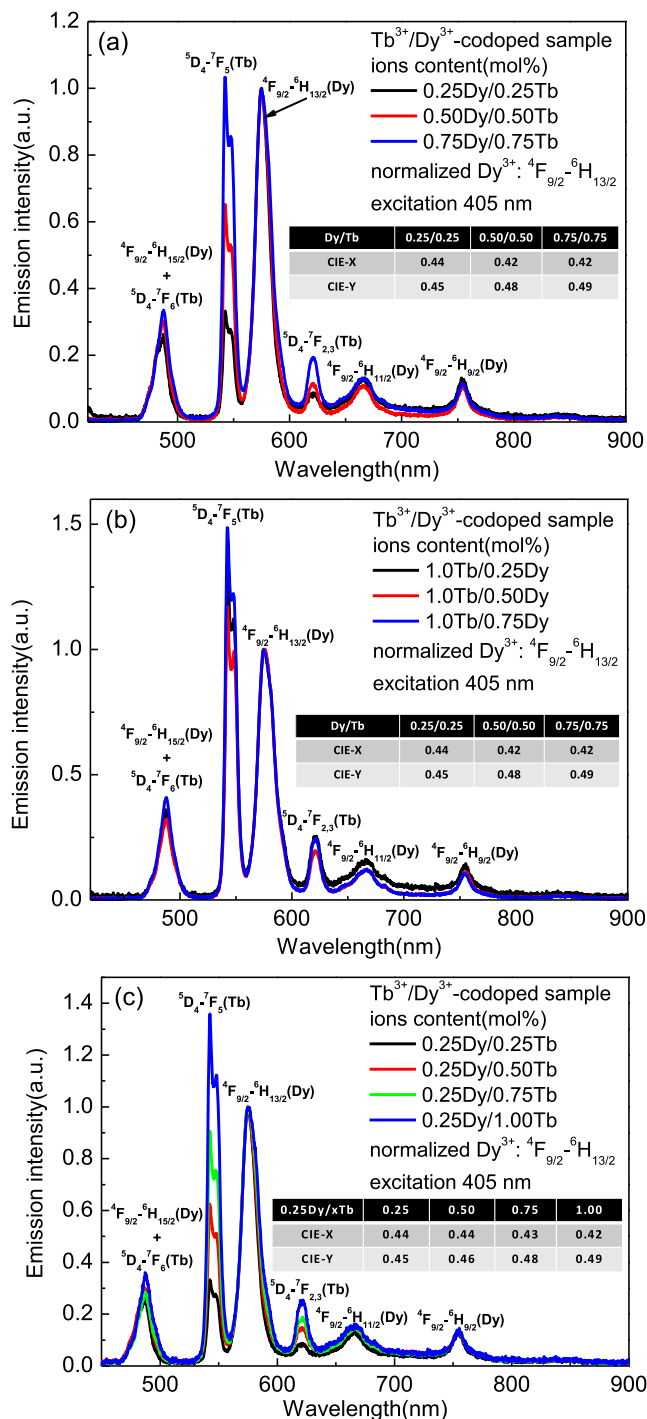 (a)
Tb³⁺/Dy³⁺-codoped sample
ions content(mol%)
0.25Dy/0.25Tb
0.50Dy/0.50Tb
0.75Dy/0.75Tb
normalized Dy³⁺: ⁴F₉/₂-⁶H₁₃/₂
excitation 405 nm
⁵D₄-⁷F₅(Tb)
⁴F₉/₂-⁶H₁₃/₂(Dy)
⁴F₉/₂-⁶H₁₅/₂(Dy)
+
⁵D₄-⁷F₆(Tb)
⁵D₄-⁷F₂,₃(Tb)
⁴F₉/₂-⁶H₁₁/₂(Dy)
⁴F₉/₂-⁶H₉/₂(Dy)
Dy/Tb 0.25/0.25 0.50/0.50 0.75/0.75
CIE-X 0.44 0.42 0.42
CIE-Y 0.45 0.48 0.49
Emission intensity(a.u.)
1.2
1.0
0.8
0.6
0.4
0.2
0.0
500 600 700 800 900
Wavelength(nm)
(b)
Tb³⁺/Dy³⁺-codoped sample
ions content(mol%)
1.0Tb/0.25Dy
1.0Tb/0.50Dy
1.0Tb/0.75Dy
normalized Dy³⁺: ⁴F₉/₂-⁶H₁₃/₂
excitation 405 nm
⁵D₄-⁷F₅(Tb)
⁴F₉/₂-⁶H₁₃/₂(Dy)
⁴F₉/₂-⁶H₁₅/₂(Dy)
+
⁵D₄-⁷F₆(Tb)
⁵D₄-⁷F₂,₃(Tb)
⁴F₉/₂-⁶H₁₁/₂(Dy)
⁴F₉/₂-⁶H₉/₂(Dy)
Dy/Tb 0.25/0.25 0.50/0.50 0.75/0.75
CIE-X 0.44 0.42 0.42
CIE-Y 0.45 0.48 0.49
Emission intensity(a.u.)
1.5
1.0
0.5
0.0
500 600 700 800 900
Wavelength(nm)
(c)
Tb³⁺/Dy³⁺-codoped sample
ions content(mol%)
0.25Dy/0.25Tb
0.25Dy/0.50Tb
0.25Dy/0.75Tb
0.25Dy/1.00Tb
normalized Dy³⁺: ⁴F₉/₂-⁶H₁₃/₂
excitation 405 nm
⁵D₄-⁷F₅(Tb)
⁴F₉/₂-⁶H₁₃/₂(Dy)
⁴F₉/₂-⁶H₁₅/₂(Dy)
+
⁵D₄-⁷F₆(Tb)
⁵D₄-⁷F₂,₃(Tb)
⁴F₉/₂-⁶H₁₁/₂(Dy)
⁴F₉/₂-⁶H₉/₂(Dy)
0.25Dy/xTb 0.25 0.50 0.75 1.00
CIE-X 0.44 0.44 0.43 0.42
CIE-Y 0.45 0.46 0.48 0.49
Emission intensity(a.u.)
1.4
1.2
1.0
0.8
0.6
0.4
0.2
0.0
450 500 550 600 650 700 750 800 850 900
Wavelength(nm)